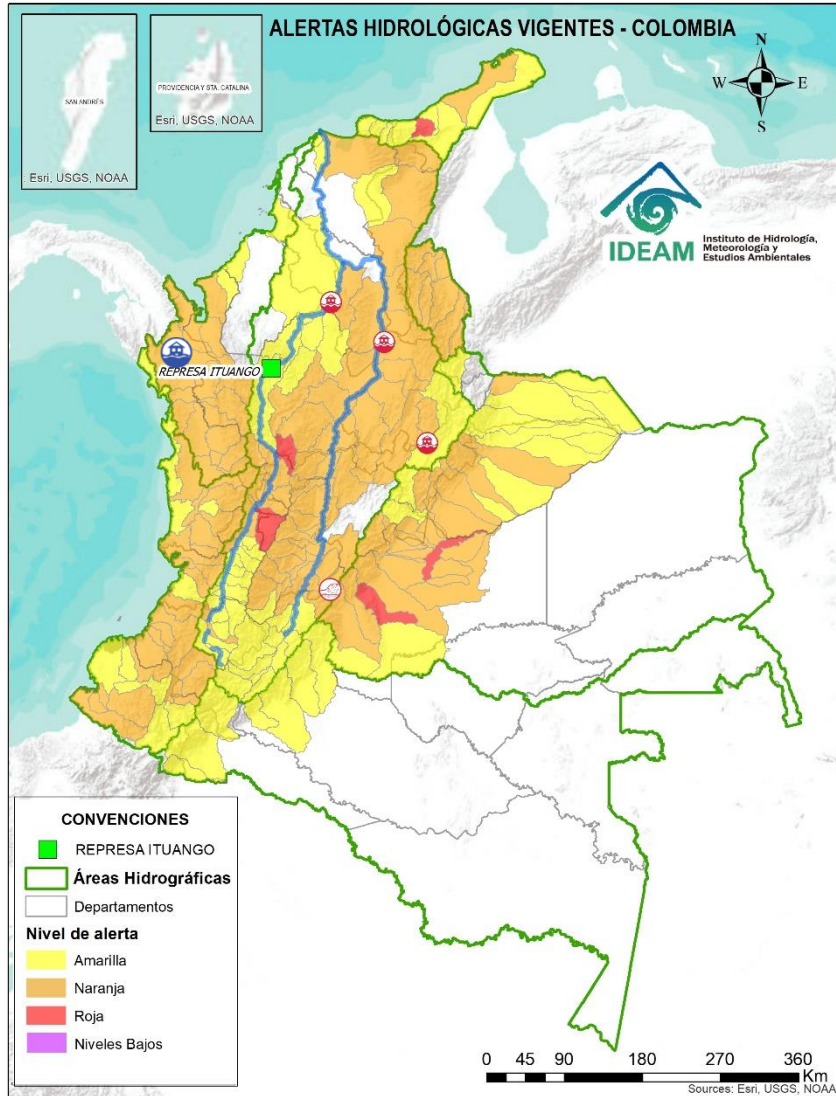 ALERTAS HIDROLÓGICAS VIGENTES - COLOMBIA
SAN ANDRÉS
Esri, USGS, NOAA
PROVIDENCIA Y STA. CATALINA
Esri, USGS, NOAA
N
W
E
S
IDEAM
Instituto de Hidrología,
Meteorología y
Estudios Ambientales
REPRESA ITUANGO
CONVENCIONES
REPRESA ITUANGO
Áreas Hidrográficas
Departamentos
Nivel de alerta
Amarilla
Naranja
Roja
Niveles Bajos
0 45 90 180 270 360
Km
Sources: Esri, USGS, NOAA